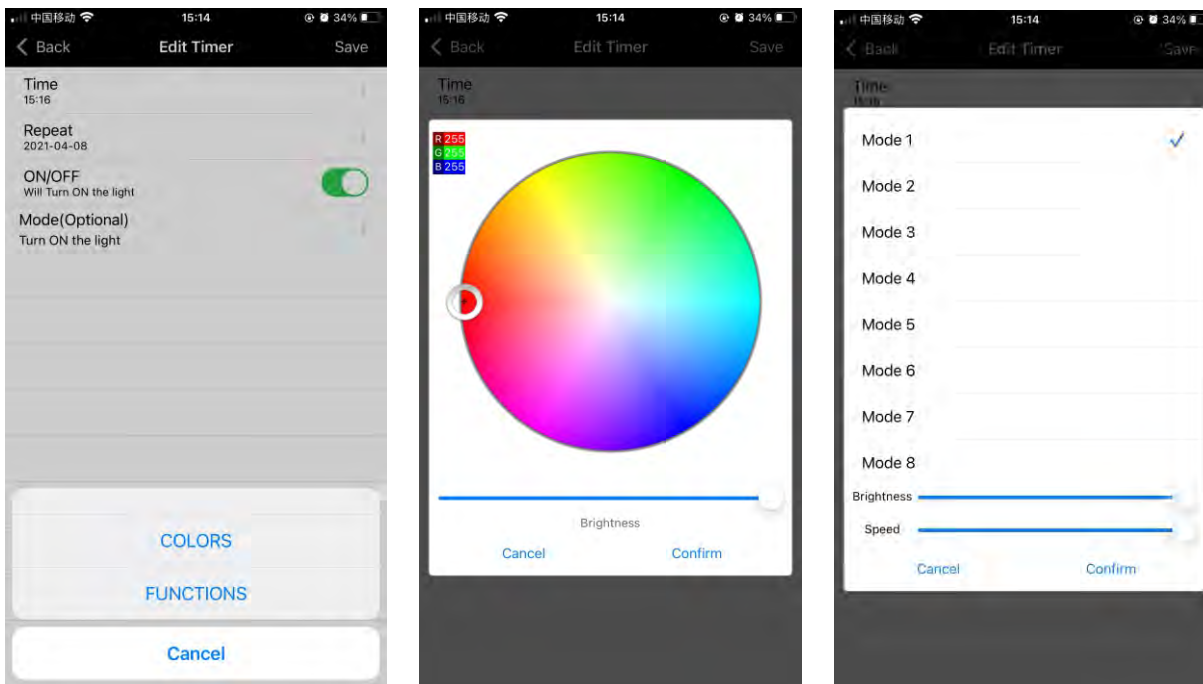 中国移动 15:14 34%
Back Edit Timer Save
Time
15:16
Repeat
2021-04-08
ON/OFF
Will Turn ON the light
Mode(Optional)
Turn ON the light
COLORS
FUNCTIONS
Cancel
中国移动 15:14 34%
Back Edit Timer Save
Time
15:16
R 255
G 255
B 255
Brightness
Cancel Confirm
中国移动 15:14 34%
Back Edit Timer Save
Time
15:16
Mode 1
Mode 2
Mode 3
Mode 4
Mode 5
Mode 6
Mode 7
Mode 8
Brightness
Speed
Cancel Confirm